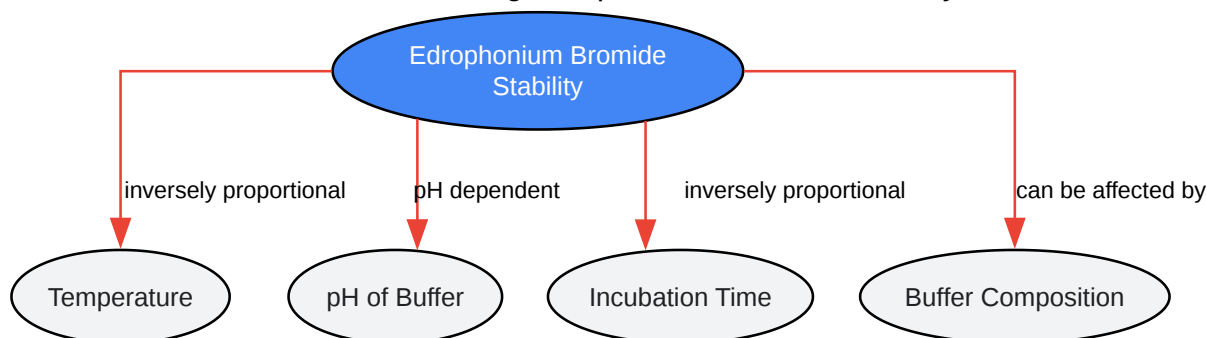 Edrophonium Bromide
Stability
inversely proportional
pH dependent
inversely proportional
can be affected by
Temperature
pH of Buffer
Incubation Time
Buffer Composition